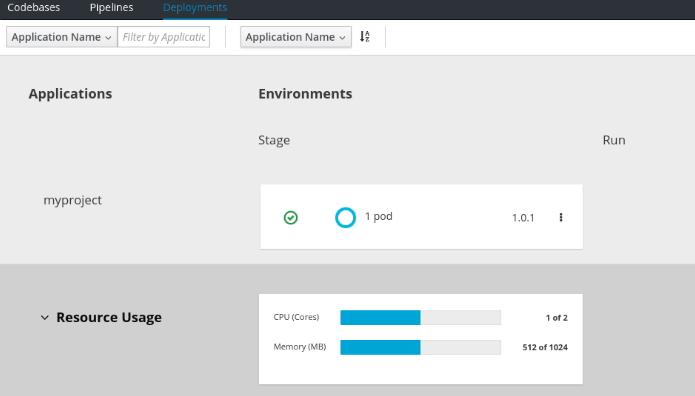 Codebases Pipelines Deployments
Application Name Filter by Applicatic Application Name
Applications Environments
Stage Run
myproject 1 pod 1.0.1
Resource Usage
CPU (Cores) 1 of 2
Memory (MB) 512 of 1024